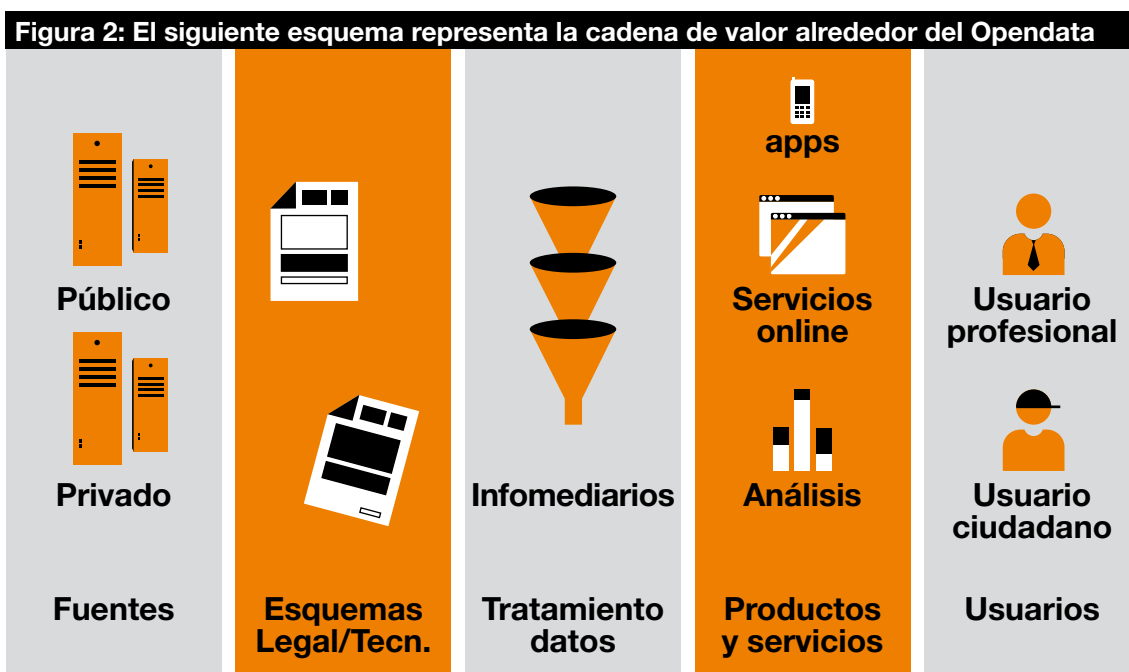 Figura 2: El siguiente esquema representa la cadena de valor alrededor del Opendata
Público
Privado
Fuentes
Esquemas
Legal/Tecn.
Infomediarios
Tratamiento
datos
apps
Servicios
online
Análisis
Productos
y servicios
Usuario
profesional
Usuario
ciudadano
Usuarios